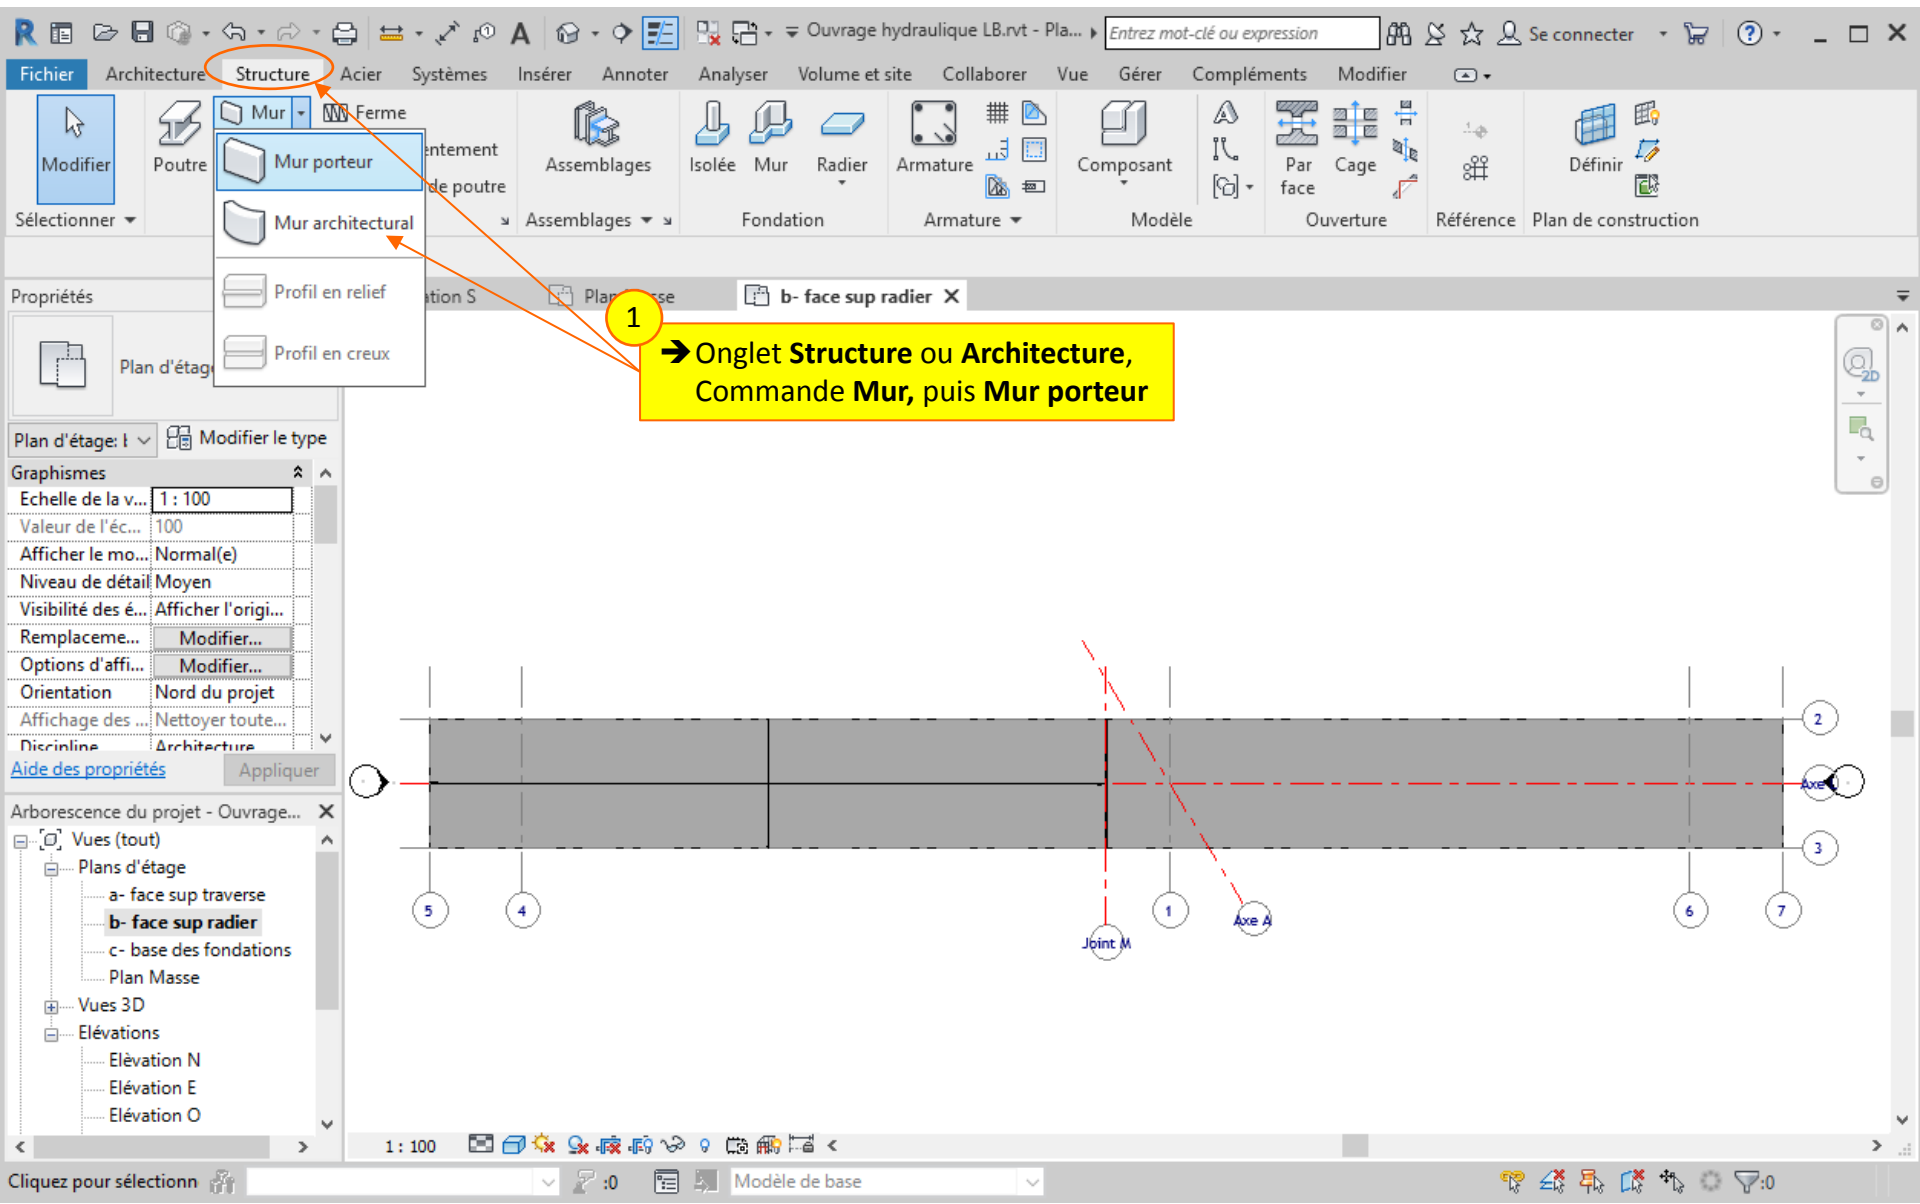 Ouvrage hydraulique LB.rvt - Pla...
Entrez mot-clé ou expression
Se connecter
Fichier Architecture Structure Acier Systèmes Insérer Annoter Analyser Volume et site Collaborer Vue Gérer Compléments Modifier
Modifier
Poutre
Mur
Ferme
entement
de poutre
Assemblages
Isolée
Mur
Radier
Armature
Composant
Par face
Cage
Définir
Sélectionner
Assemblages
Fondation
Armature
Modèle
Ouverture
Référence
Plan de construction
Mur porteur
Mur architectural
Profil en relief
Profil en creux
Propriétés
ation S
b- face sup radier
1
➔ Onglet Structure ou Architecture,
Commande Mur, puis Mur porteur
Plan d'étag
Plan d'étage: Modifier le type
Graphismes
Echelle de la v... 1 : 100
Valeur de l'éc... 100
Afficher le mo... Normal(e)
Niveau de détail Moyen
Visibilité des é... Afficher l'origi...
Remplaceme... Modifier...
Options d'affi... Modifier...
Orientation Nord du projet
Affichage des ... Nettoyer toute...
Discipline Architecture
Aide des propriétés Appliquer
Arborescence du projet - Ouvrage...
Vues (tout)
Plans d'étage
a- face sup traverse
b- face sup radier
c- base des fondations
Plan Masse
Vues 3D
Elévations
Elèvation N
Elévation E
Elévation O
2D
2
Axe
3
5
4
Joint M
1
Axe A
6
7
1 : 100
Cliquez pour sélectionn
:0
Modèle de base
:0